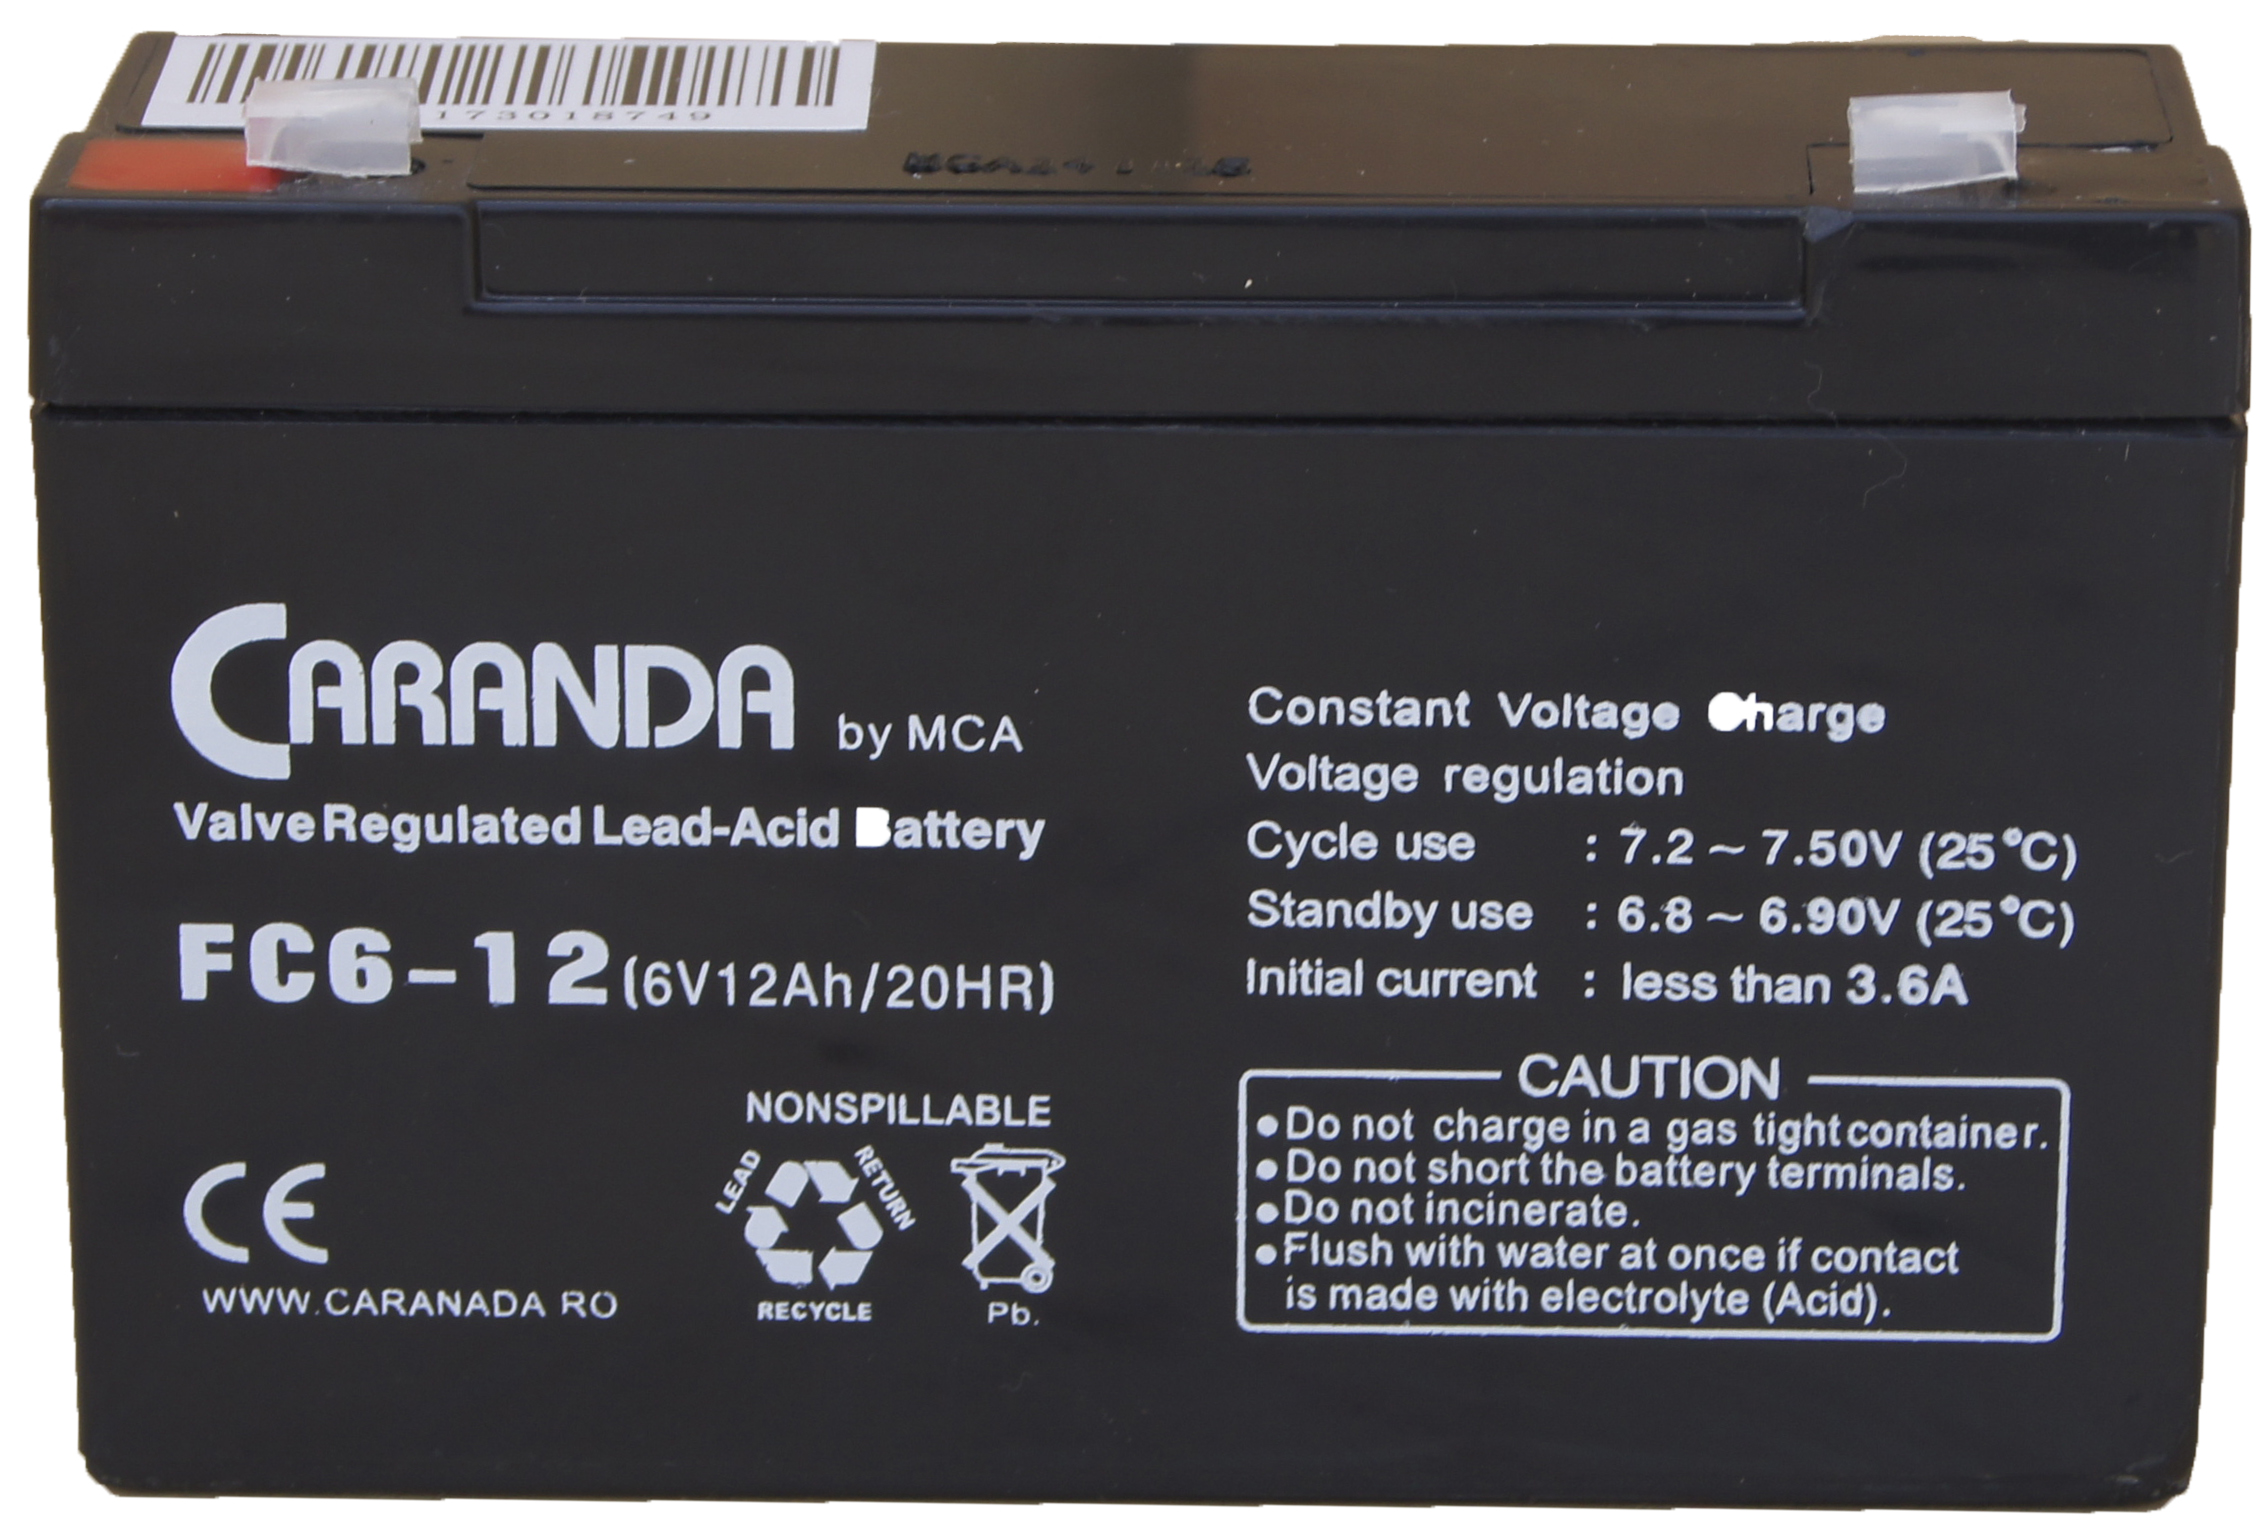 173018749
CARANDA by MCA
Valve Regulated Lead-Acid Battery
FC6-12 (6V12Ah/20HR)
NONSPILLABLE
LEAD RETURN
RECYCLE
Pb.
CE
WWW.CARANADA RO
Constant Voltage Charge
Voltage regulation
Cycle use : 7.2 ~ 7.50V (25°C)
Standby use : 6.8 ~ 6.90V (25°C)
Initial current : less than 3.6A
CAUTION
•Do not charge in a gas tight container.
•Do not short the battery terminals.
•Do not incinerate.
•Flush with water at once if contact
is made with electrolyte (Acid).